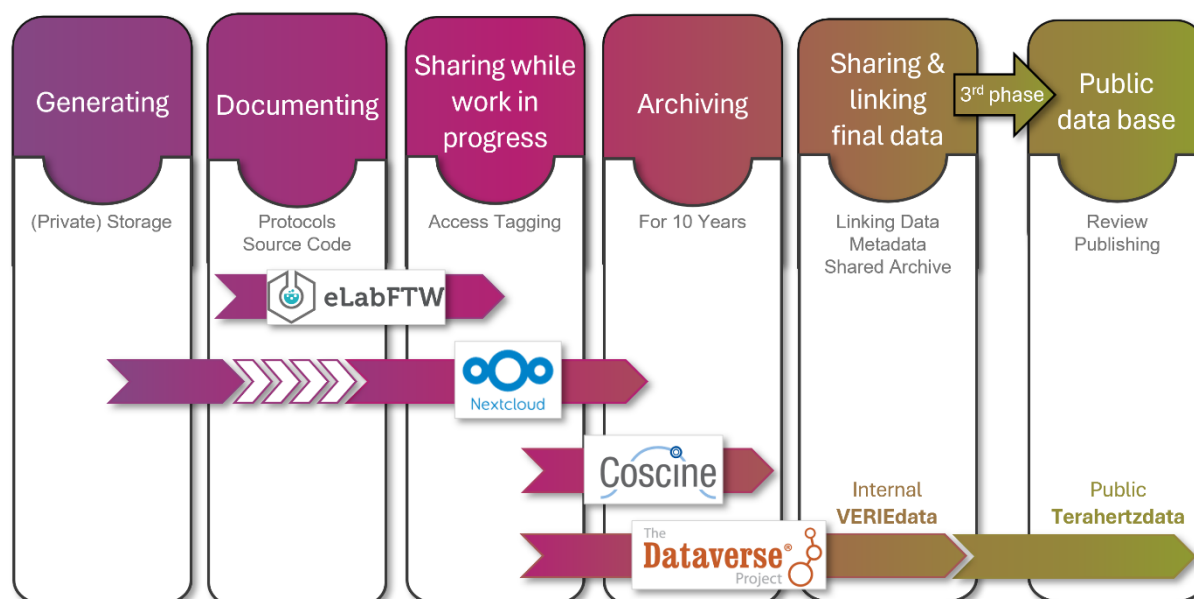 Generating
Documenting
Sharing while
work in
progress
Archiving
Sharing &
linking
final data
3rd phase
Public
data base
(Private) Storage
Protocols
Source Code
Access Tagging
For 10 Years
Linking Data
Metadata
Shared Archive
Review
Publishing
eLabFTW
Nextcloud
Coscine
Internal
VERIEdata
Public
Terahertzdata
The
Dataverse®
Project